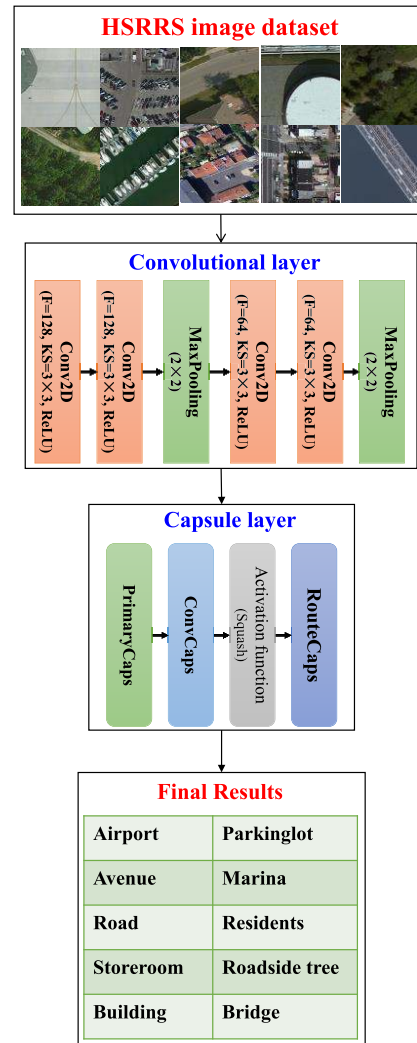 HSRRS image dataset
Convolutional layer
Conv2D
(F=128, KS=3×3, ReLU)
Conv2D
(F=128, KS=3×3, ReLU)
MaxPooling
(2×2)
Conv2D
(F=64, KS=3×3, ReLU)
Conv2D
(F=64, KS=3×3, ReLU)
MaxPooling
(2×2)
Capsule layer
PrimaryCaps
ConvCaps
Activation function
(Squash)
RouteCaps
Final Results
Airport Parkinglot
Avenue Marina
Road Residents
Storeroom Roadside tree
Building Bridge